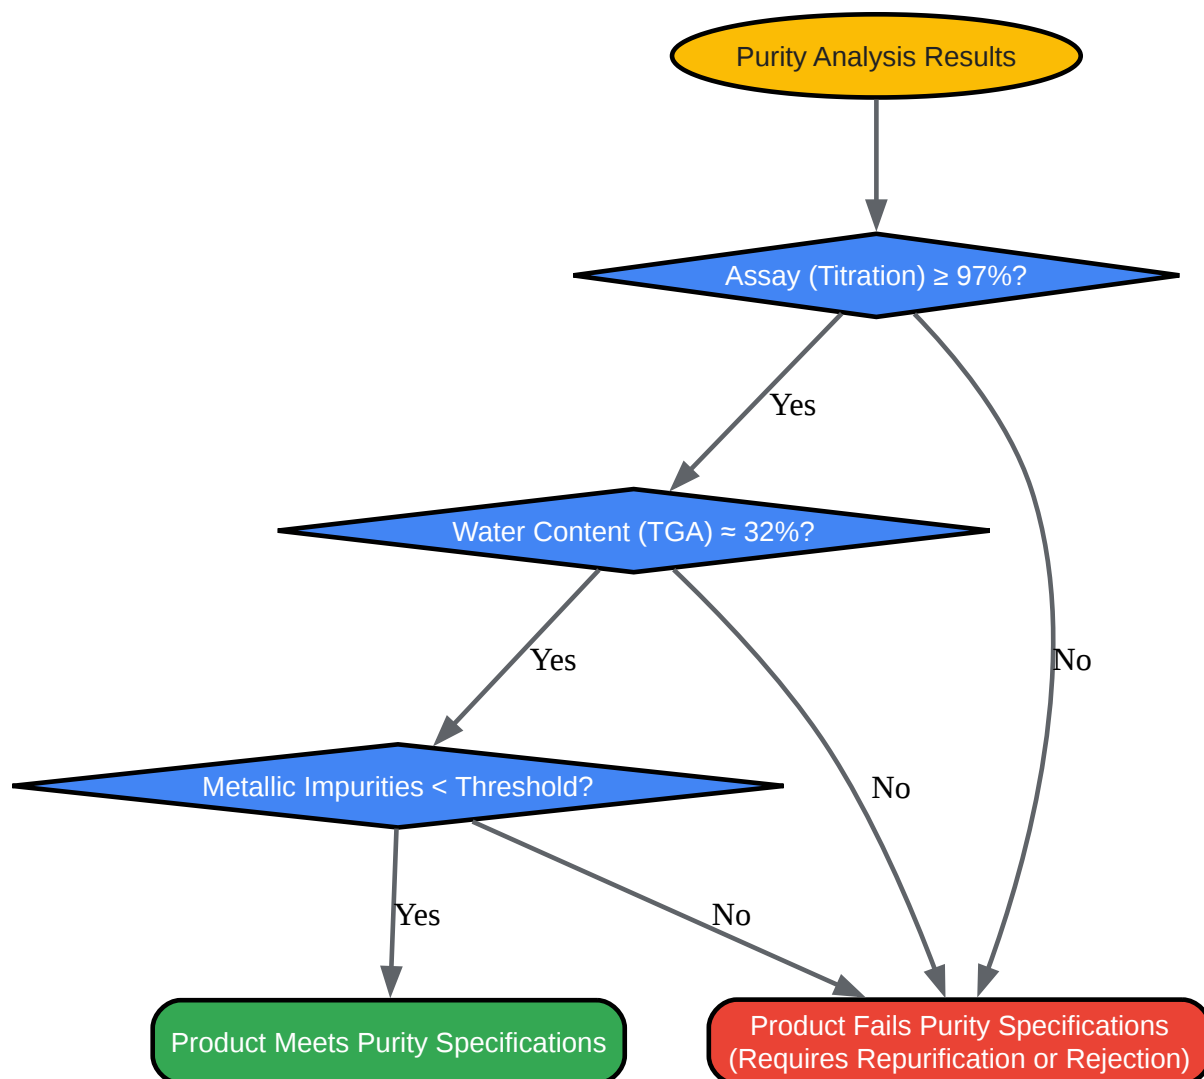 Purity Analysis Results
Assay (Titration) ≥ 97%?
Yes
Water Content (TGA) ≈ 32%?
Yes
No
Metallic Impurities < Threshold?
No
Yes
No
Product Meets Purity Specifications
Product Fails Purity Specifications
(Requires Repurification or Rejection)